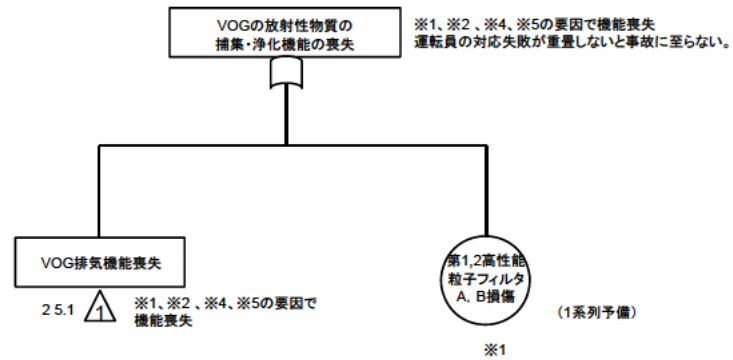 VOGの放射性物質の
捕集・浄化機能の喪失
※1、※2 、※4、※5の要因で機能喪失
運転員の対応失敗が重畳しないと事故に至らない。
VOG排気機能喪失
2 5.1
1
※1、※2 、※4、※5の要因で
機能喪失
第1,2高性能
粒子フィルタ
A, B損傷
(1系列予備)
※1